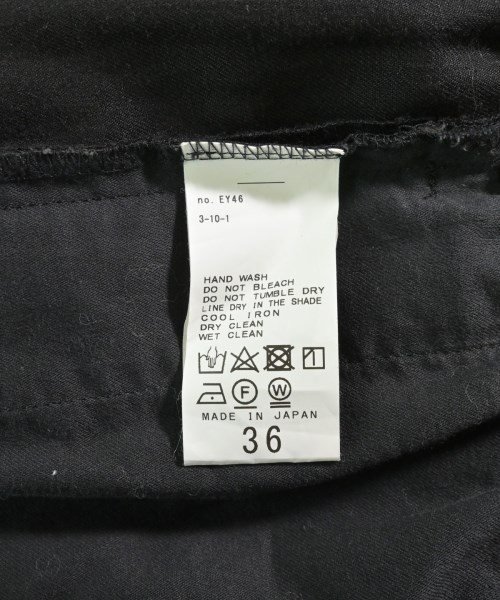 no. EY46
3-10-1
HAND WASH
DO NOT BLEACH
DO NOT TUMBLE DRY
LINE DRY IN THE SHADE
COOL IRON
DRY CLEAN
WET CLEAN
F W
MADE IN JAPAN
36